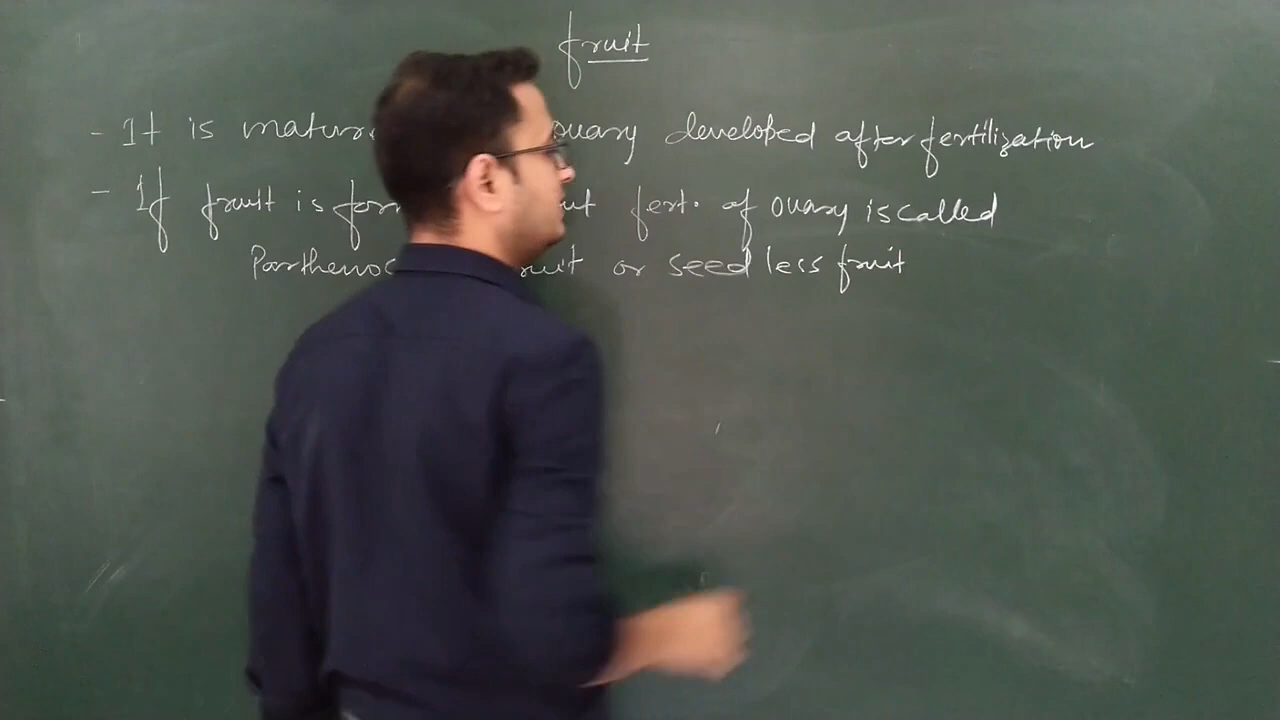 fruit
- It is matur ovary developed after fertilization
- If fruit is for ut fert. of ovary is called
Parthenoc ruit or seed less fruit